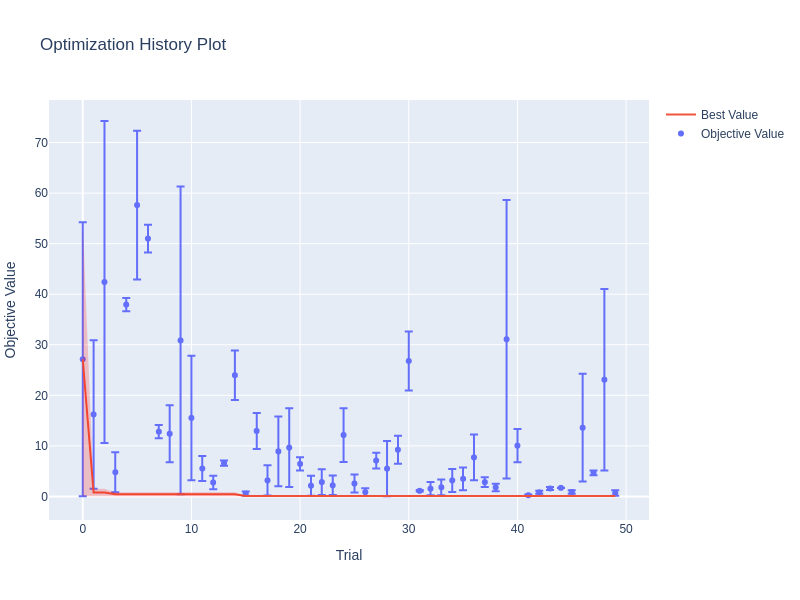 Optimization History Plot
Best Value
Objective Value
70
60
50
40
30
20
10
0
Objective Value
0 10 20 30 40 50
Trial